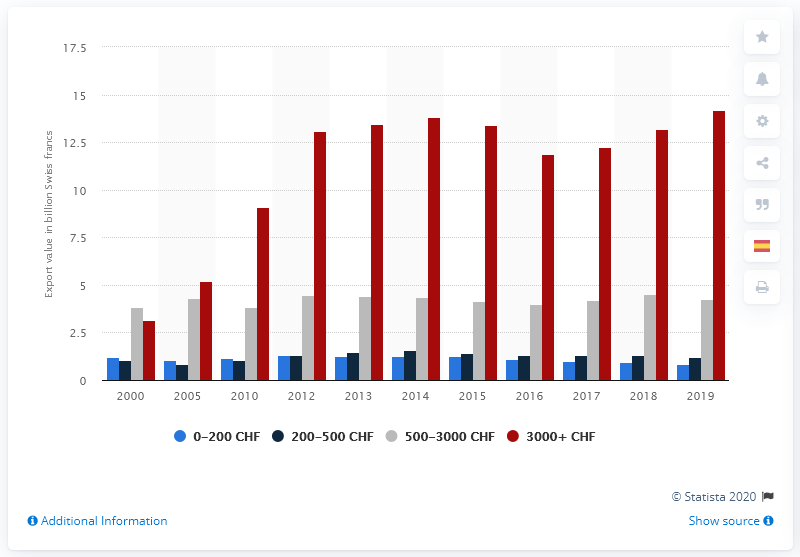 17.5
15
12.5
10
7.5
5
2.5
0
Export value in billion Swiss francs
2000 2005 2010 2012 2013 2014 2015 2016 2017 2018 2019
0–200 CHF 200–500 CHF 500–3000 CHF 3000+ CHF
© Statista 2020
Additional Information Show source